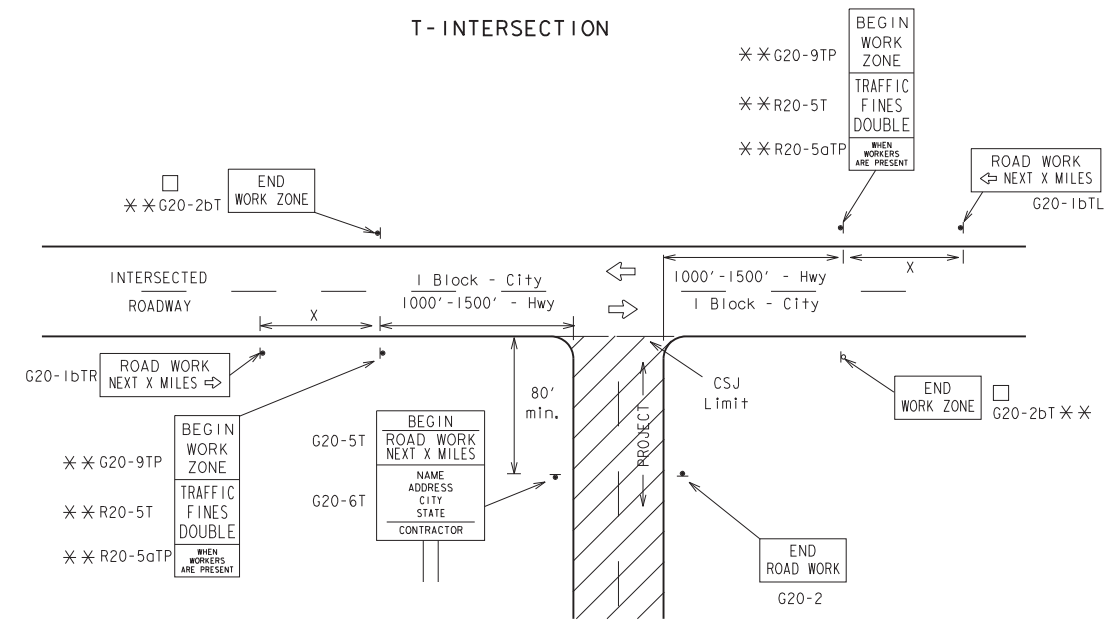 T-INTERSECTION
BEGIN
WORK
ZONE
**G20-9TP
TRAFFIC
FINES
DOUBLE
**R20-5T
WHEN
WORKERS
ARE PRESENT
**R20-5aTP
ROAD WORK
⇦ NEXT X MILES
G20-1bTL
END
WORK ZONE
□
**G20-2bT
INTERSECTED
ROADWAY
1 Block - City
1000'-1500' - Hwy
1000'-1500' - Hwy
1 Block - City
X
X
ROAD WORK
NEXT X MILES ⇨
G20-1bTR
80'
min.
CSJ
Limit
PROJECT
END
WORK ZONE
□
G20-2bT **
BEGIN
WORK
ZONE
**G20-9TP
TRAFFIC
FINES
DOUBLE
**R20-5T
WHEN
WORKERS
ARE PRESENT
**R20-5aTP
G20-5T
BEGIN
ROAD WORK
NEXT X MILES
G20-6T
NAME
ADDRESS
CITY
STATE
CONTRACTOR
END
ROAD WORK
G20-2